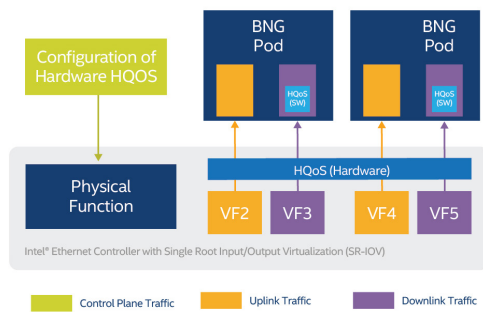 Configuration of
Hardware HQOS
BNG
Pod
HQoS
(SW)
BNG
Pod
HQoS
(SW)
Physical
Function
HQoS (Hardware)
VF2
VF3
VF4
VF5
Intel® Ethernet Controller with Single Root Input/Output Virtualization (SR-IOV)
Control Plane Traffic
Uplink Traffic
Downlink Traffic